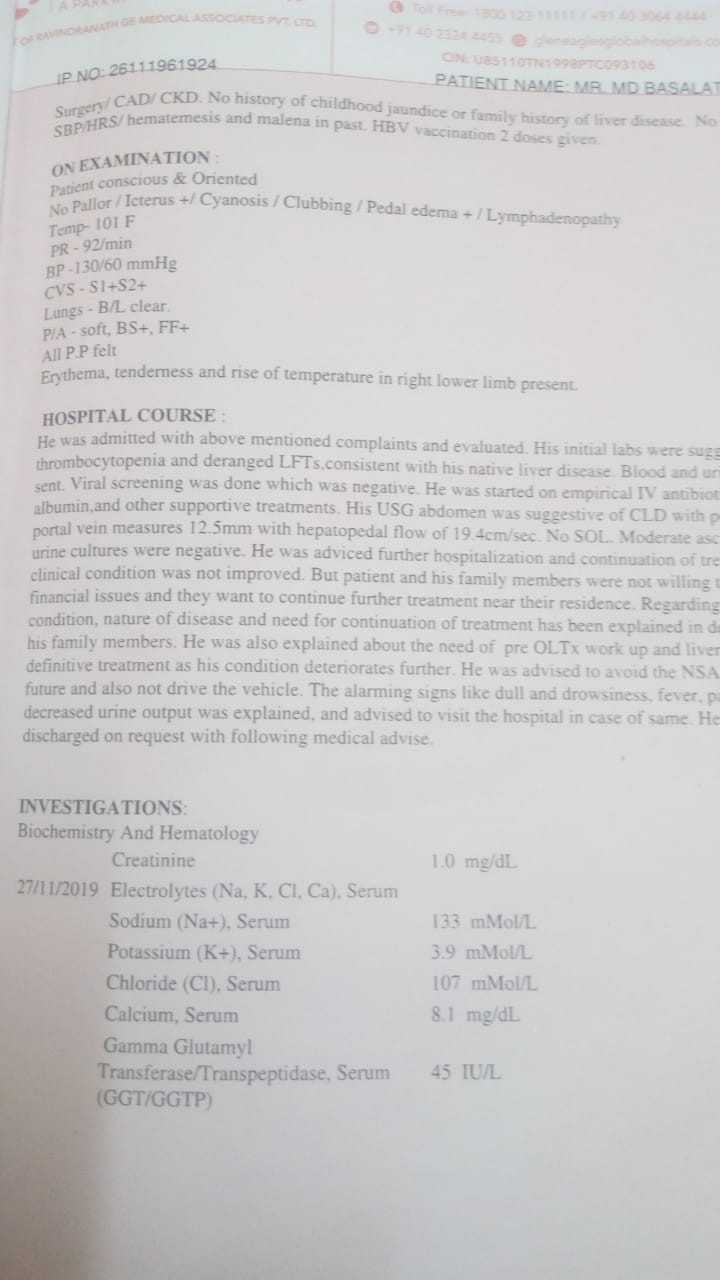 OF RAVINDRANATH GE MEDICAL ASSOCIATES PVT. LTD.
Toll Free- 1800 123 11111 / +91 40 3064 4444
+91 40 2324 4455
CIN: U85110TN1998PTC093106
IP NO: 26111961924
PATIENT NAME: MR. MD BASALAT
Surgery/ CAD/ CKD. No history of childhood jaundice or family history of liver disease. No
SBP/HRS/ hematemesis and malena in past. HBV vaccination 2 doses given.
ON EXAMINATION :
Patient conscious & Oriented
No Pallor / Icterus +/ Cyanosis / Clubbing / Pedal edema + / Lymphadenopathy
Temp- 101 F
PR - 92/min
BP -130/60 mmHg
CVS - S1+S2+
Lungs - B/L clear.
P/A - soft, BS+, FF+
All P.P felt
Erythema, tenderness and rise of temperature in right lower limb present.
HOSPITAL COURSE :
He was admitted with above mentioned complaints and evaluated. His initial labs were sugg
thrombocytopenia and deranged LFTs,consistent with his native liver disease. Blood and uri
sent. Viral screening was done which was negative. He was started on empirical IV antibiot
albumin,and other supportive treatments. His USG abdomen was suggestive of CLD with p
portal vein measures 12.5mm with hepatopedal flow of 19.4cm/sec. No SOL. Moderate asc
urine cultures were negative. He was adviced further hospitalization and continuation of tre
clinical condition was not improved. But patient and his family members were not willing t
financial issues and they want to continue further treatment near their residence. Regarding
condition, nature of disease and need for continuation of treatment has been explained in de
his family members. He was also explained about the need of pre OLTx work up and liver
definitive treatment as his condition deteriorates further. He was advised to avoid the NSA
future and also not drive the vehicle. The alarming signs like dull and drowsiness, fever, pa
decreased urine output was explained, and advised to visit the hospital in case of same. He
discharged on request with following medical advise.
INVESTIGATIONS:
Biochemistry And Hematology
Creatinine 1.0 mg/dL
27/11/2019 Electrolytes (Na, K, Cl, Ca), Serum
Sodium (Na+), Serum 133 mMol/L
Potassium (K+), Serum 3.9 mMol/L
Chloride (Cl), Serum 107 mMol/L
Calcium, Serum 8.1 mg/dL
Gamma Glutamyl
Transferase/Transpeptidase, Serum 45 IU/L
(GGT/GGTP)